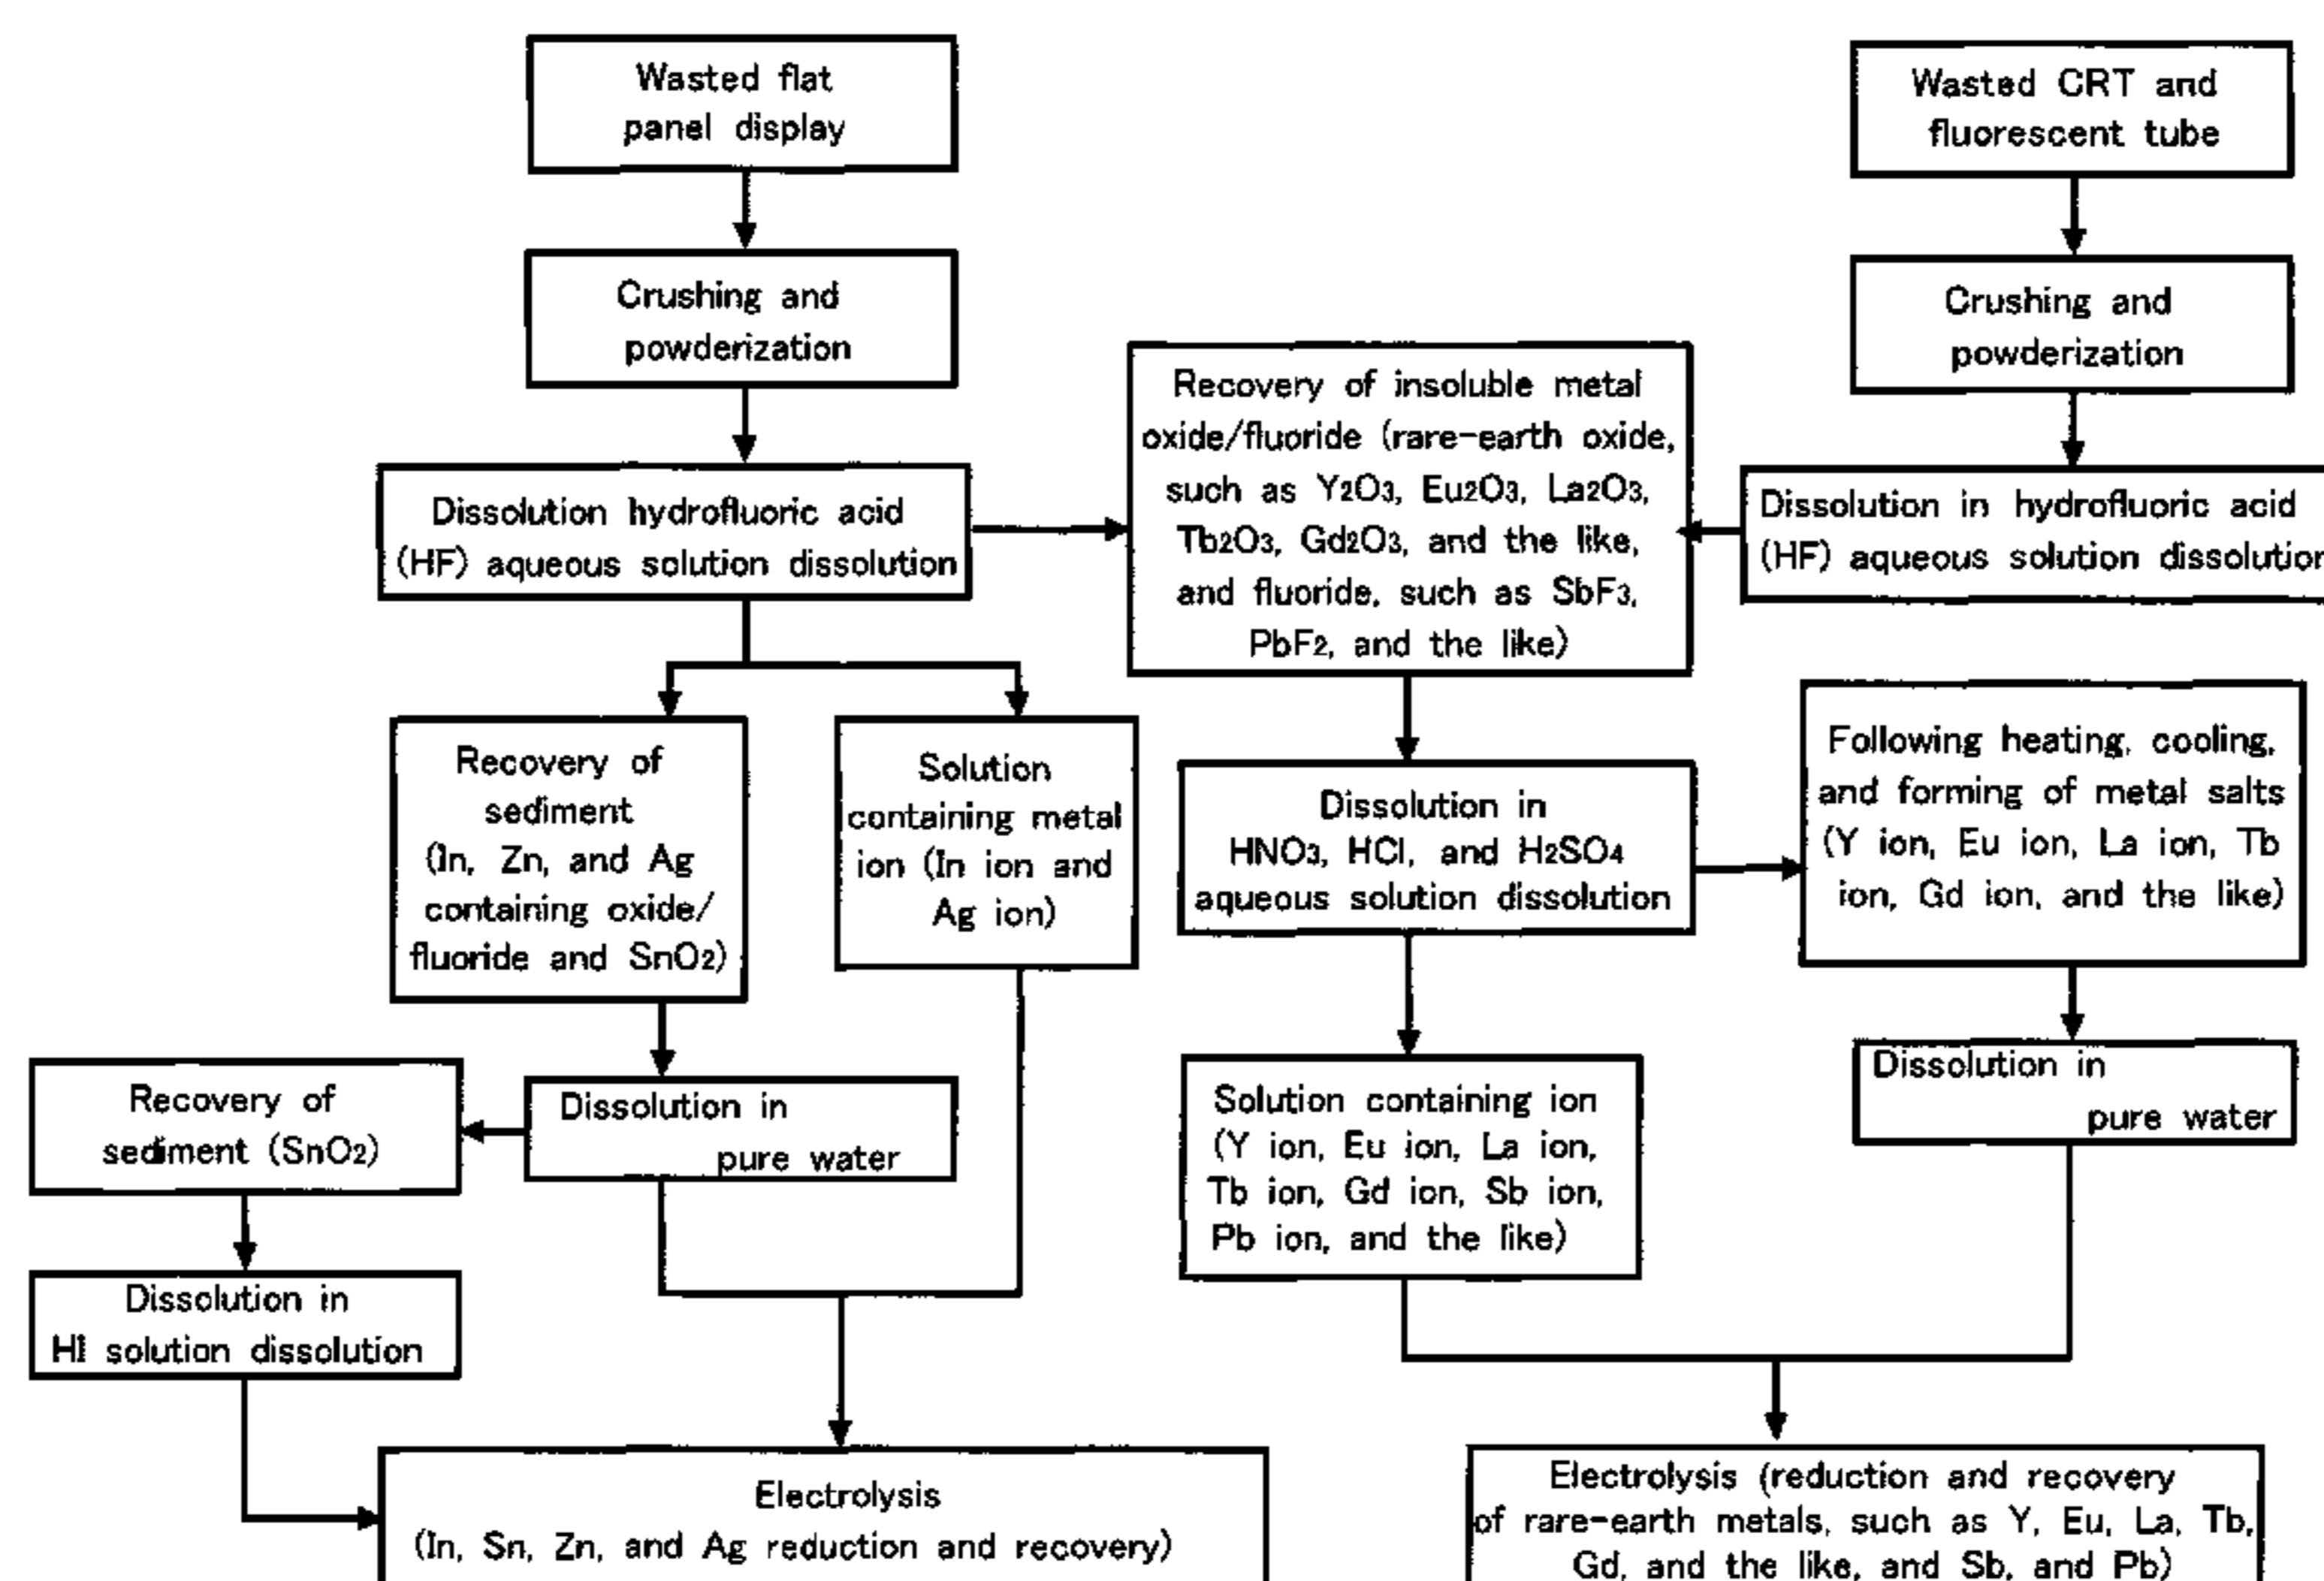 Wasted flat
panel display
Crushing and
powderization
Dissolution hydrofluoric acid
(HF) aqueous solution dissolution
Recovery of
sediment
(In, Zn, and Ag
containing oxide/
fluoride and SnO2)
Solution
containing metal
ion (In ion and
Ag ion)
Dissolution in
pure water
Recovery of
sediment (SnO2)
Dissolution in
HI solution dissolution
Electrolysis
(In, Sn, Zn, and Ag reduction and recovery)
Wasted CRT and
fluorescent tube
Crushing and
powderization
Dissolution in hydrofluoric acid
(HF) aqueous solution dissolution
Recovery of insoluble metal
oxide/fluoride (rare-earth oxide,
such as Y2O3, Eu2O3, La2O3,
Tb2O3, Gd2O3, and the like,
and fluoride, such as SbF3,
PbF2, and the like)
Dissolution in
HNO3, HCl, and H2SO4
aqueous solution dissolution
Following heating, cooling,
and forming of metal salts
(Y ion, Eu ion, La ion, Tb
ion, Gd ion, and the like)
Solution containing ion
(Y ion, Eu ion, La ion,
Tb ion, Gd ion, Sb ion,
Pb ion, and the like)
Dissolution in
pure water
Electrolysis (reduction and recovery
of rare-earth metals, such as Y, Eu, La, Tb,
Gd, and the like, and Sb, and Pb)